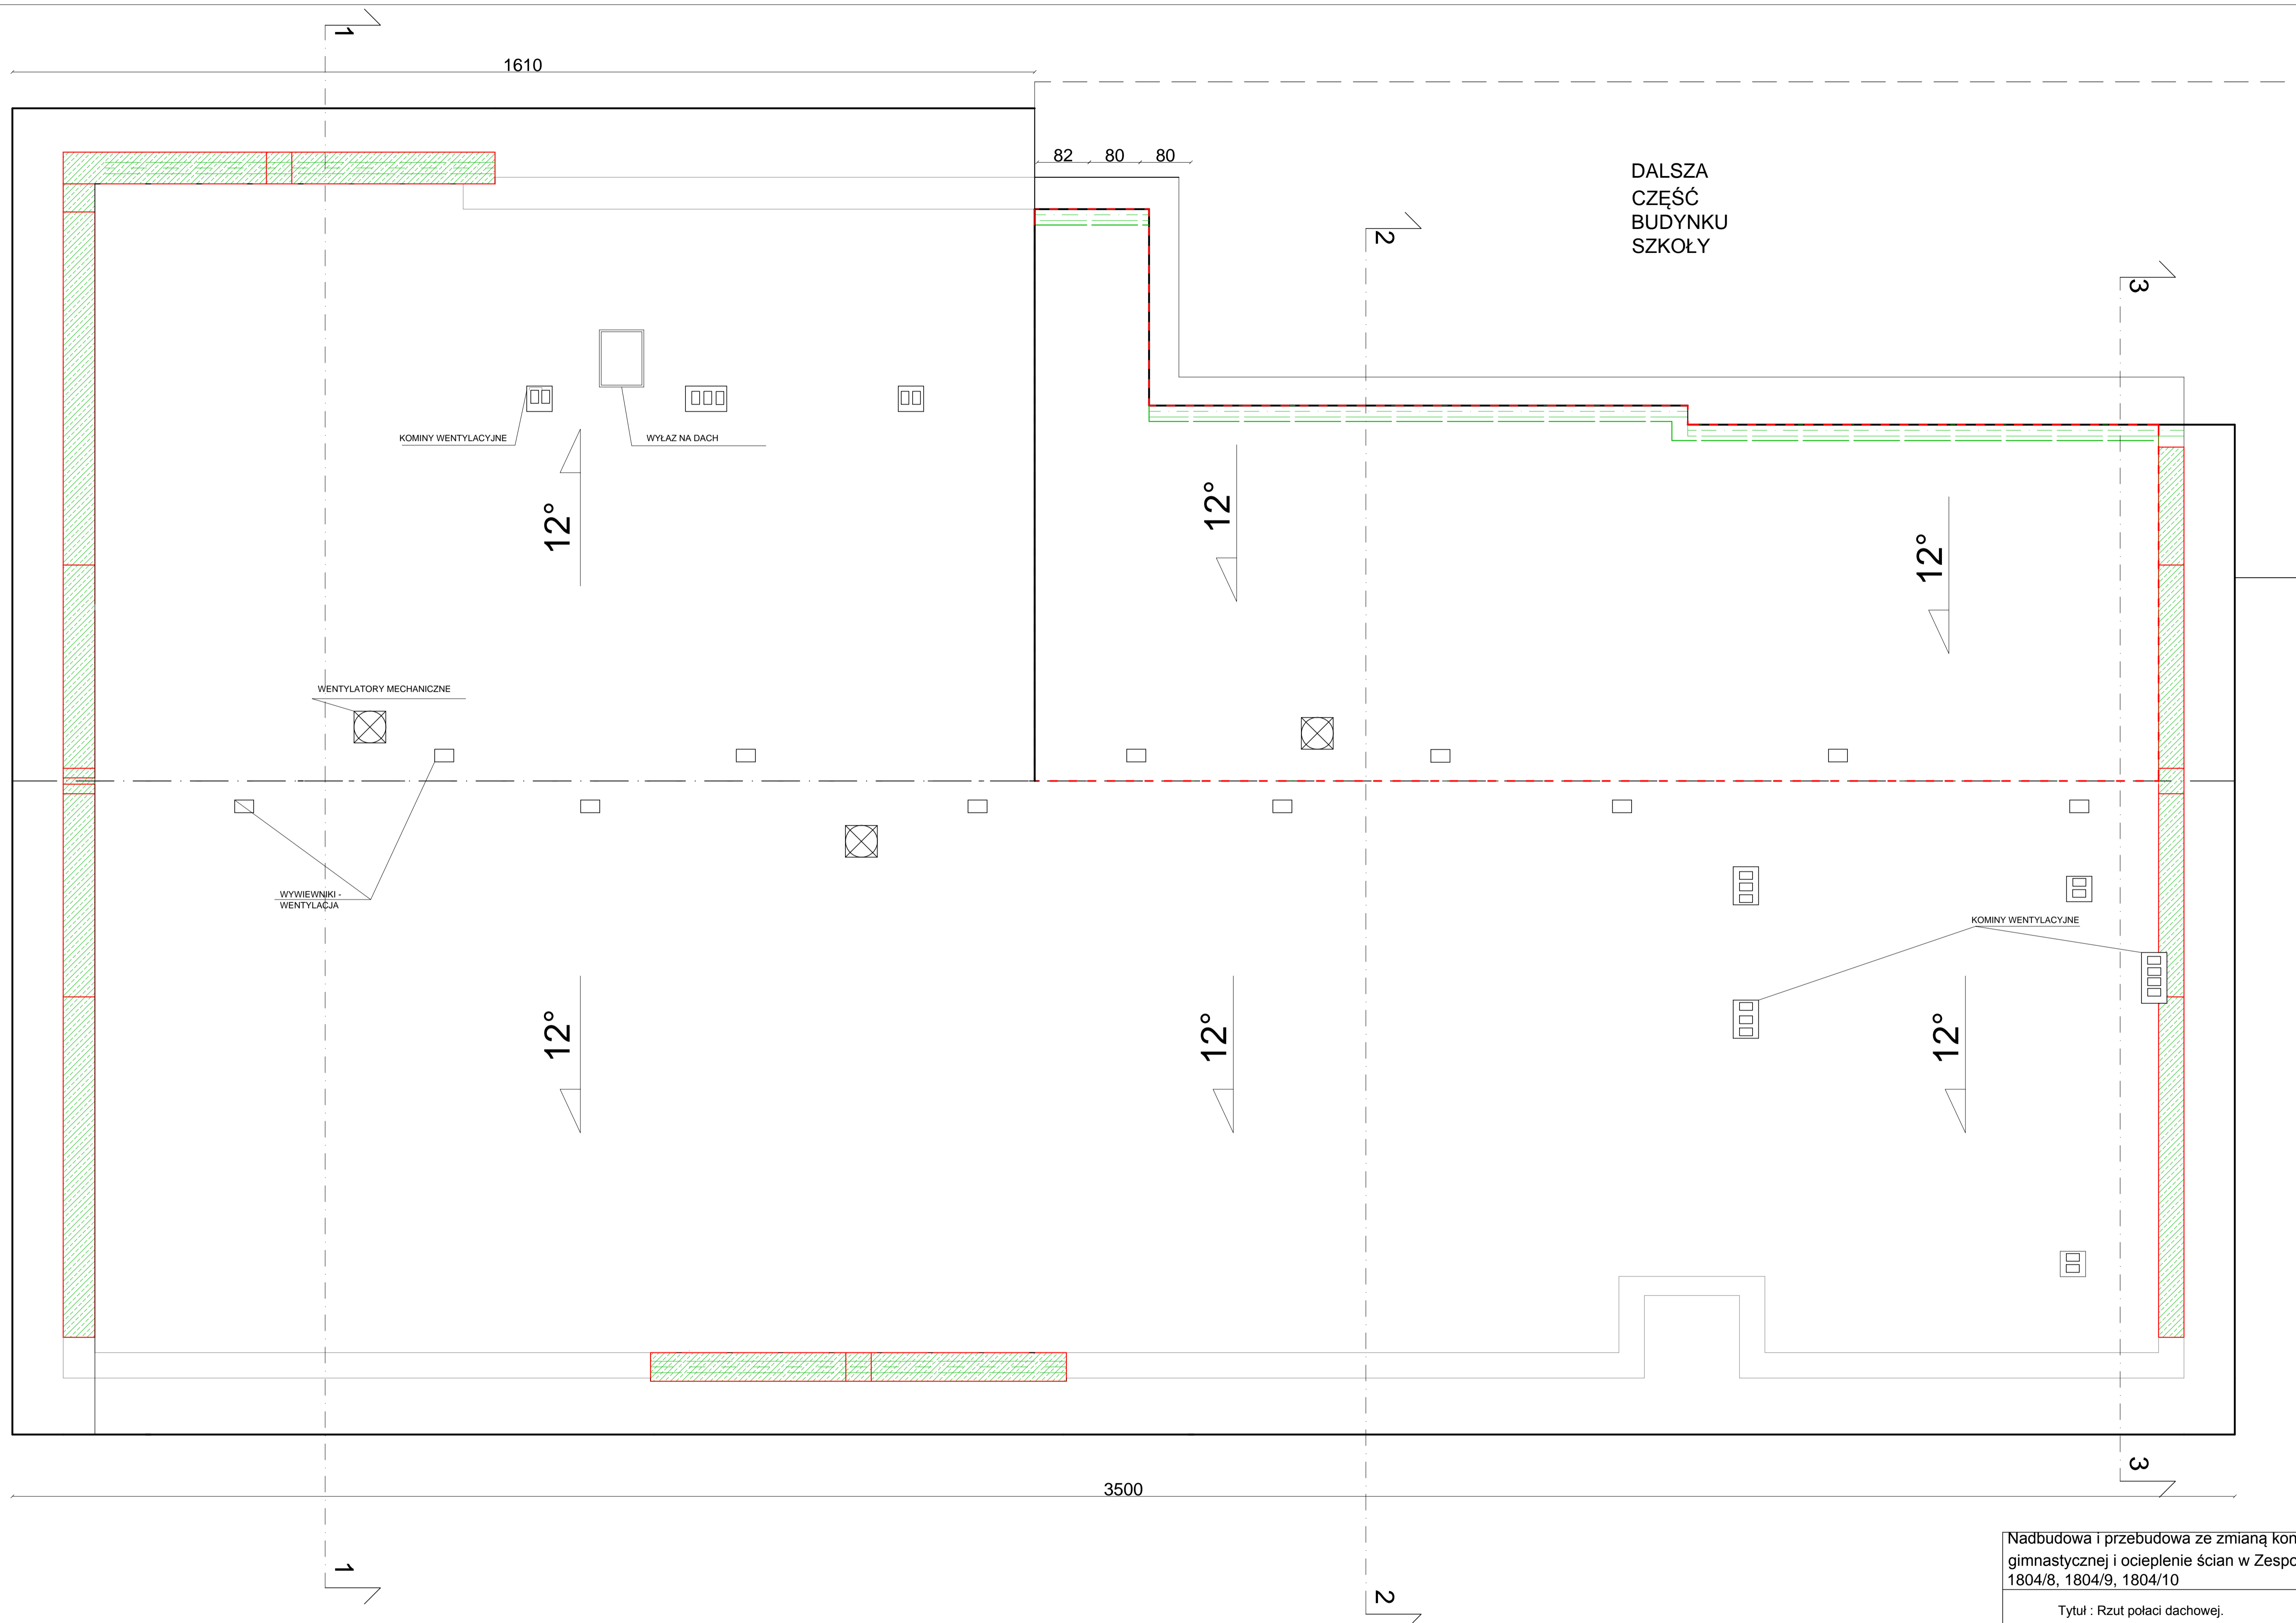 1
1610
82 80 80
DALSZA
CZĘŚĆ
BUDYNKU
SZKOŁY
2
3
KOMINY WENTYLACYJNE
WYŁAZ NA DACH
12°
12°
12°
WENTYLATORY MECHANICZNE
WYWIEWNIKI -
WENTYLACJA
KOMINY WENTYLACYJNE
12°
12°
12°
3
3500
1
2
Nadbudowa i przebudowa ze zmianą kon
gimnastycznej i ocieplenie ścian w Zespo
1804/8, 1804/9, 1804/10
Tytuł : Rzut połaci dachowej.